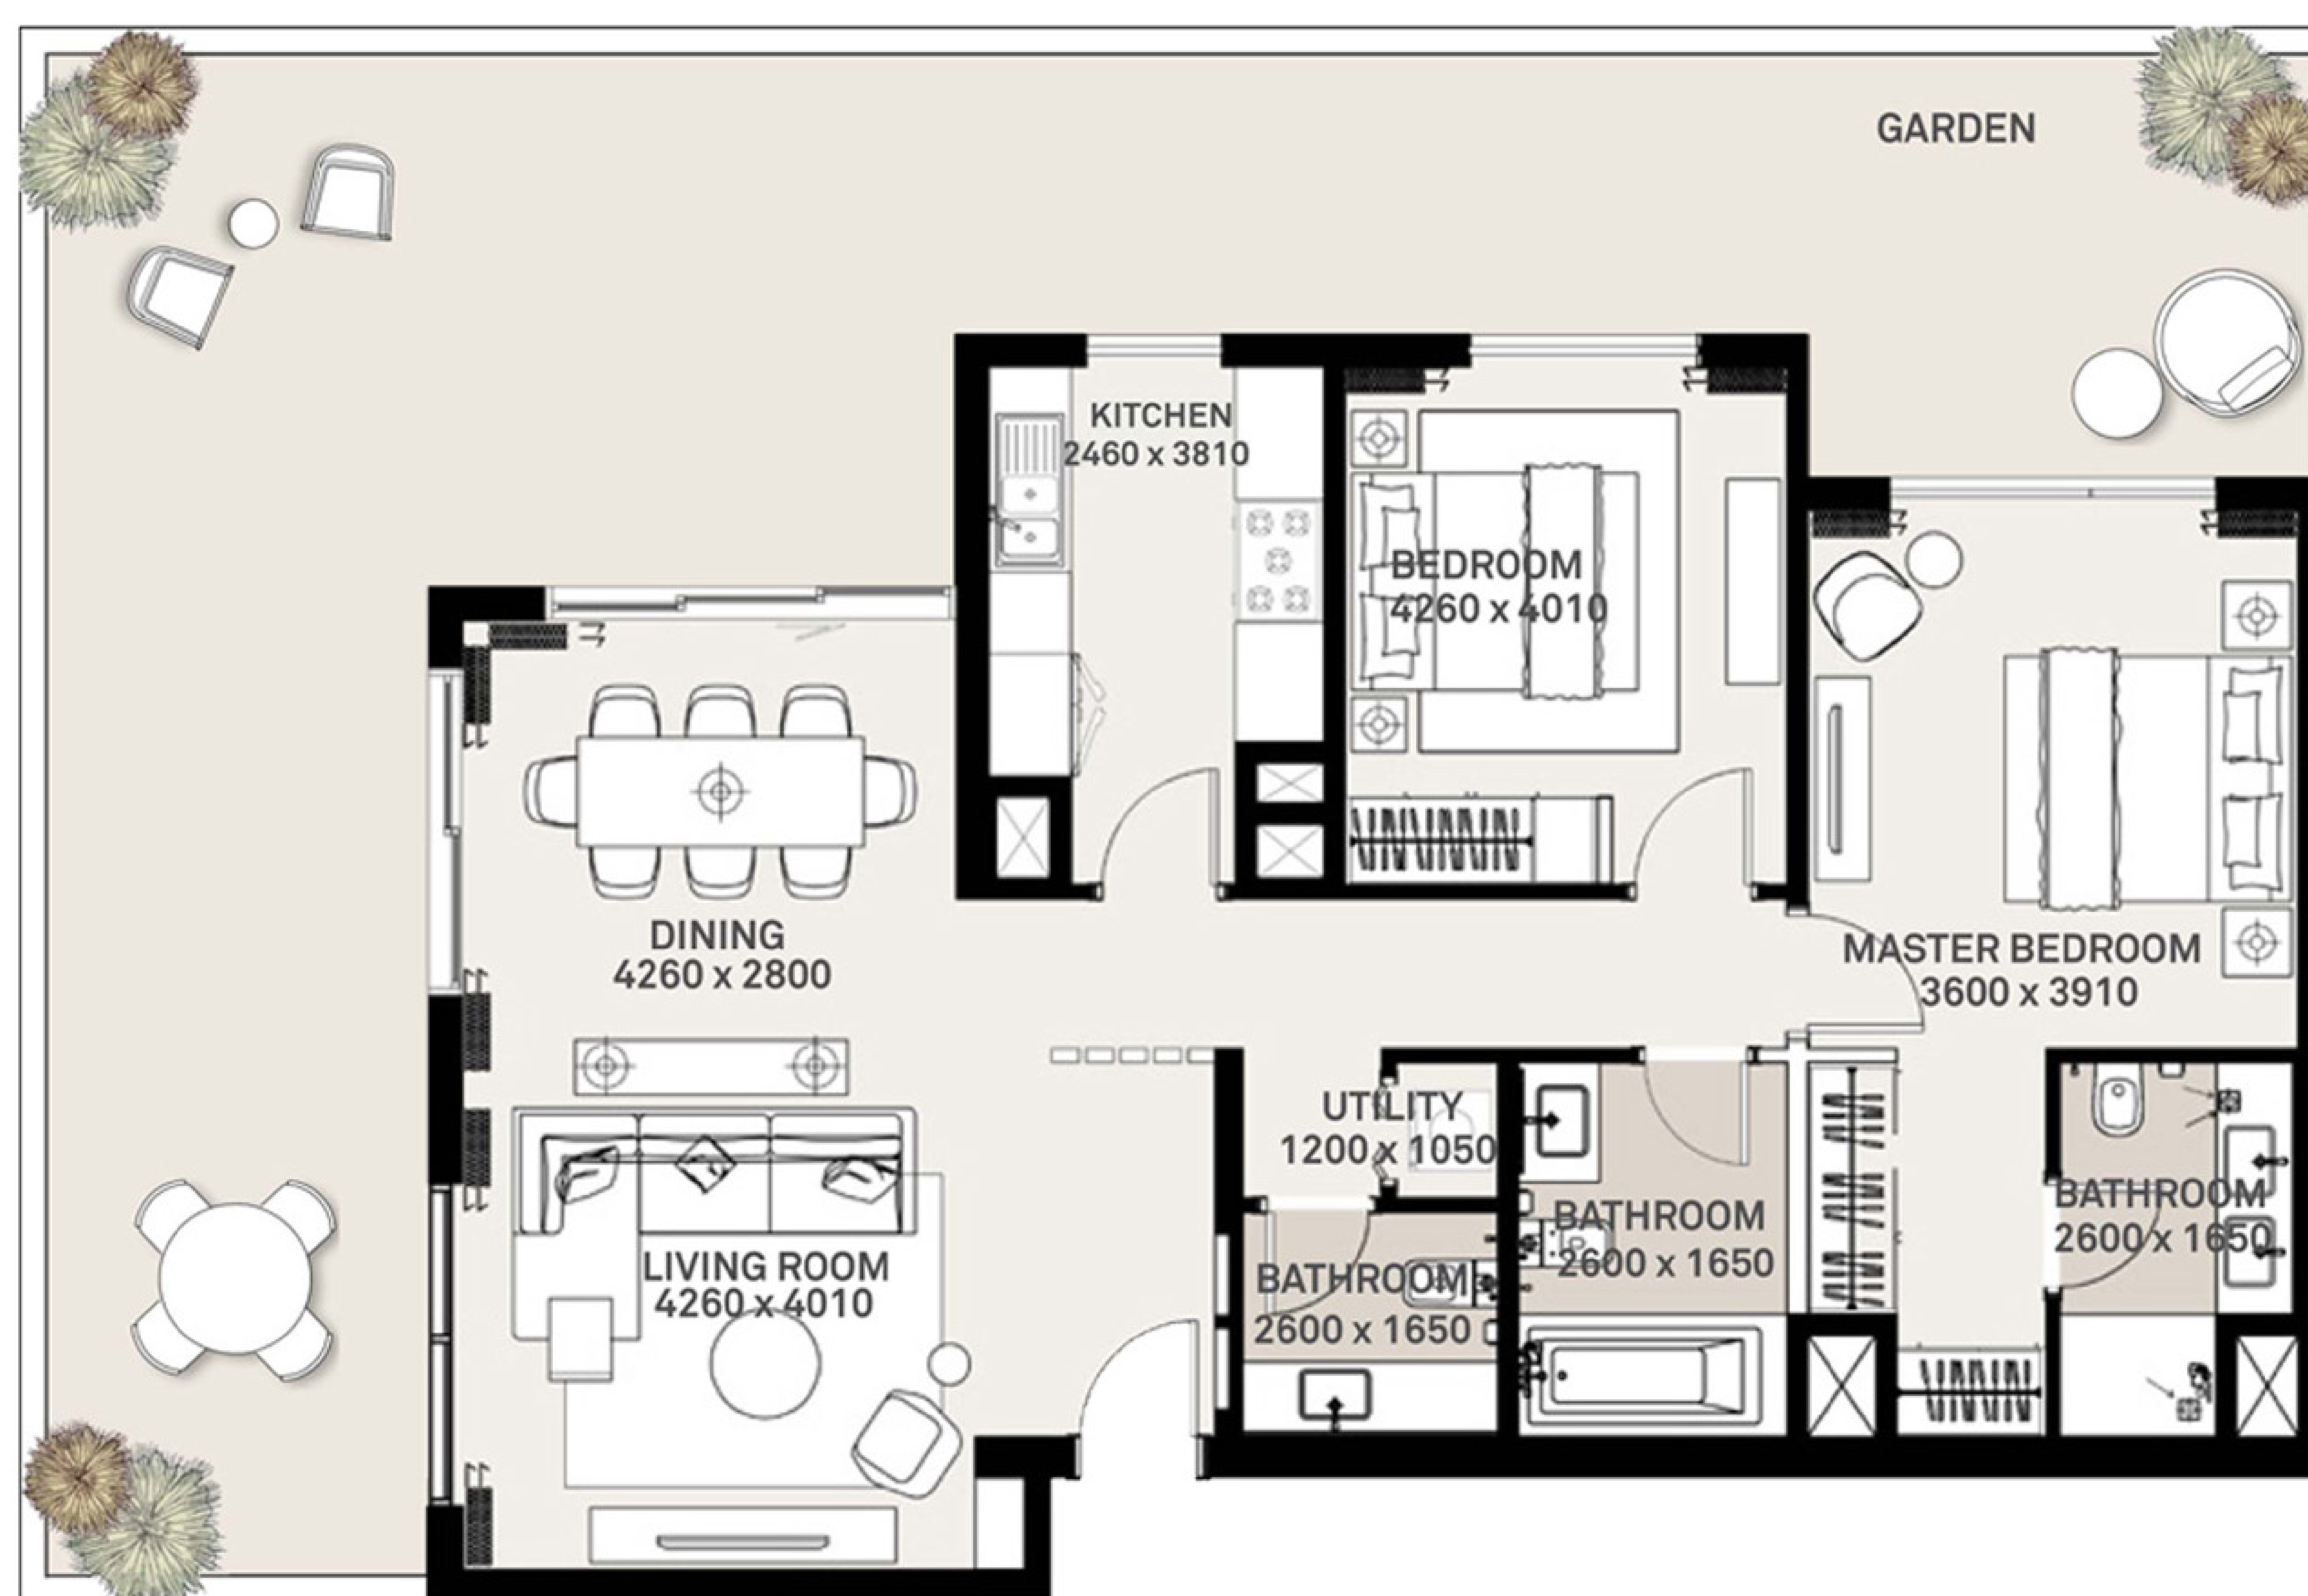 GARDEN
KITCHEN
2460 x 3810
BEDROOM
4260 x 4010
DINING
4260 x 2800
MASTER BEDROOM
3600 x 3910
UTILITY
1200 x 1050
BATHROOM
2600 x 1650
BATHROOM
2600 x 1650
BATHROOM
2600 x 1650
LIVING ROOM
4260 x 4010